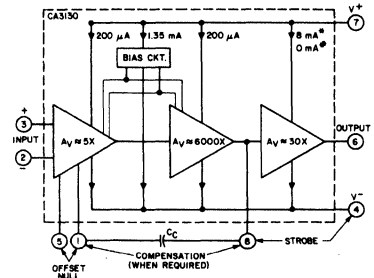 CA3130
V+
7
200 μA
1.35 mA
200 μA
8 mA*
0 mA
BIAS CKT.
+
3
INPUT
2
−
AV ≈ 5X
AV ≈ 6000X
AV ≈ 30X
OUTPUT
6
V−
4
5
1
CC
8
STROBE
OFFSET
NULL
COMPENSATION
(WHEN REQUIRED)